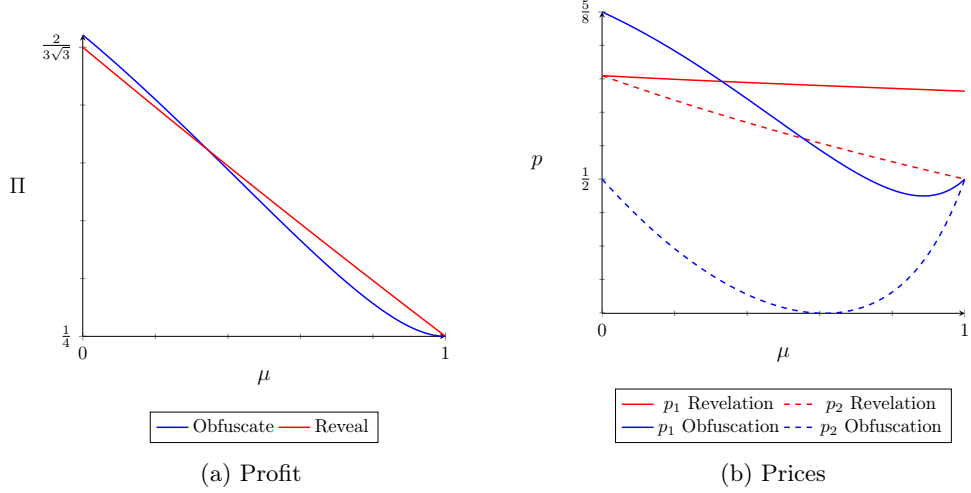 2/(3√3)
Π
1/4
0
1
μ
Obfuscate Reveal
(a) Profit
5/8
p
1/2
0
1
μ
p₁ Revelation p₂ Revelation
p₁ Obfuscation p₂ Obfuscation
(b) Prices